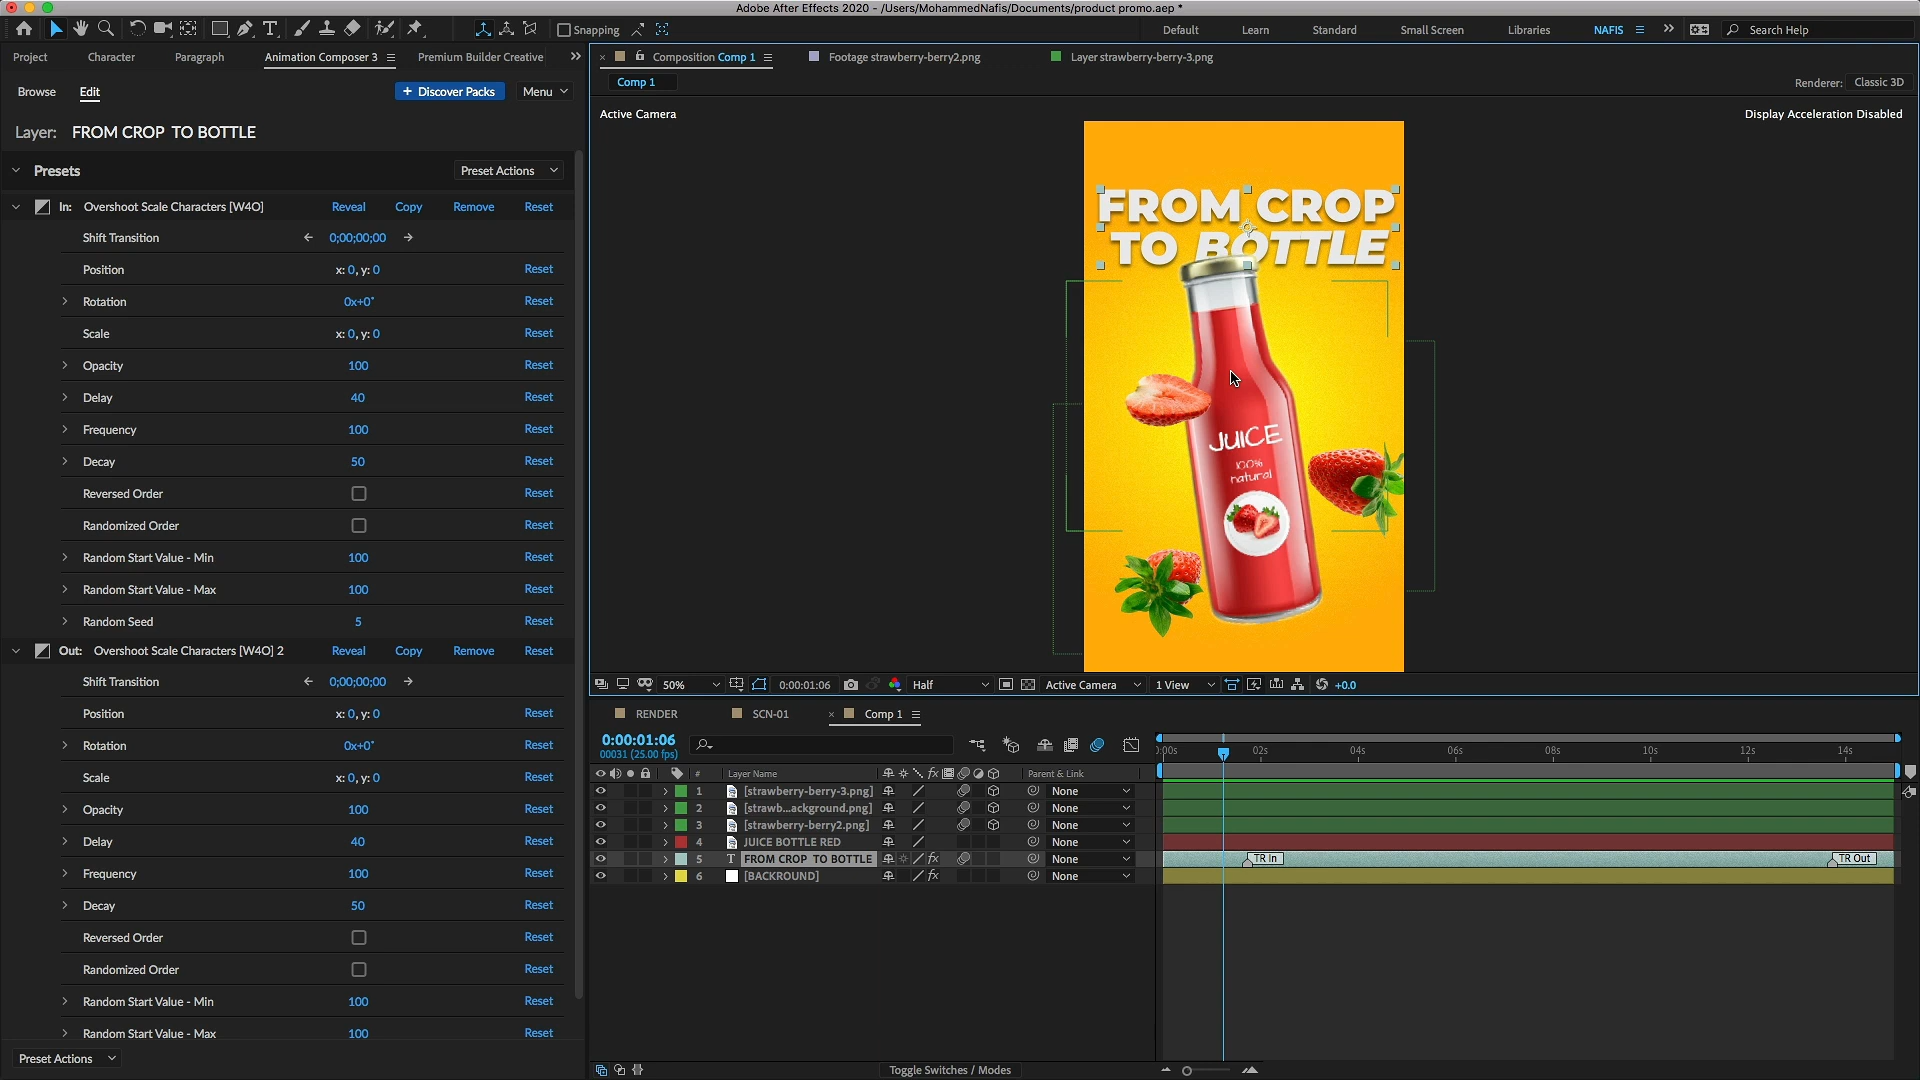 Adobe After Effects 2020 - /Users/MohammedNafis/Documents/product promo.aep *
Snapping
Default
Learn
Standard
Small Screen
Libraries
NAFIS
Search Help
Project
Character
Paragraph
Animation Composer 3
Premium Builder Creative
Composition Comp 1
Footage strawberry-berry2.png
Layer strawberry-berry-3.png
Browse
Edit
+ Discover Packs
Menu
Comp 1
Renderer: Classic 3D
Active Camera
Display Acceleration Disabled
Layer: FROM CROP TO BOTTLE
Presets
Preset Actions
In: Overshoot Scale Characters [W4O] Reveal Copy Remove Reset
Shift Transition 0;00;00;00
Position x: 0, y: 0 Reset
Rotation 0x+0° Reset
Scale x: 0, y: 0 Reset
Opacity 100 Reset
Delay 40 Reset
Frequency 100 Reset
Decay 50 Reset
Reversed Order Reset
Randomized Order Reset
Random Start Value - Min 100 Reset
Random Start Value - Max 100 Reset
Random Seed 5 Reset
Out: Overshoot Scale Characters [W4O] 2 Reveal Copy Remove Reset
Shift Transition 0;00;00;00
Position x: 0, y: 0 Reset
Rotation 0x+0° Reset
Scale x: 0, y: 0 Reset
Opacity 100 Reset
Delay 40 Reset
Frequency 100 Reset
Decay 50 Reset
Reversed Order Reset
Randomized Order Reset
Random Start Value - Min 100 Reset
Random Start Value - Max 100 Reset
Preset Actions
FROM CROP
TO BOTTLE
JUICE
100%
natural
50% 0:00:01:06 Half Active Camera 1 View +0.0
RENDER
SCN-01
Comp 1
0:00:01:06
00031 (25.00 fps)
):00s 02s 04s 06s 08s 10s 12s 14s
# Layer Name fx Parent & Link
1 [strawberry-berry-3.png] None
2 [strawb...ackground.png] None
3 [strawberry-berry2.png] None
4 JUICE BOTTLE RED None
5 T FROM CROP TO BOTTLE fx None TR In TR Out
6 [BACKROUND] fx None
Toggle Switches / Modes